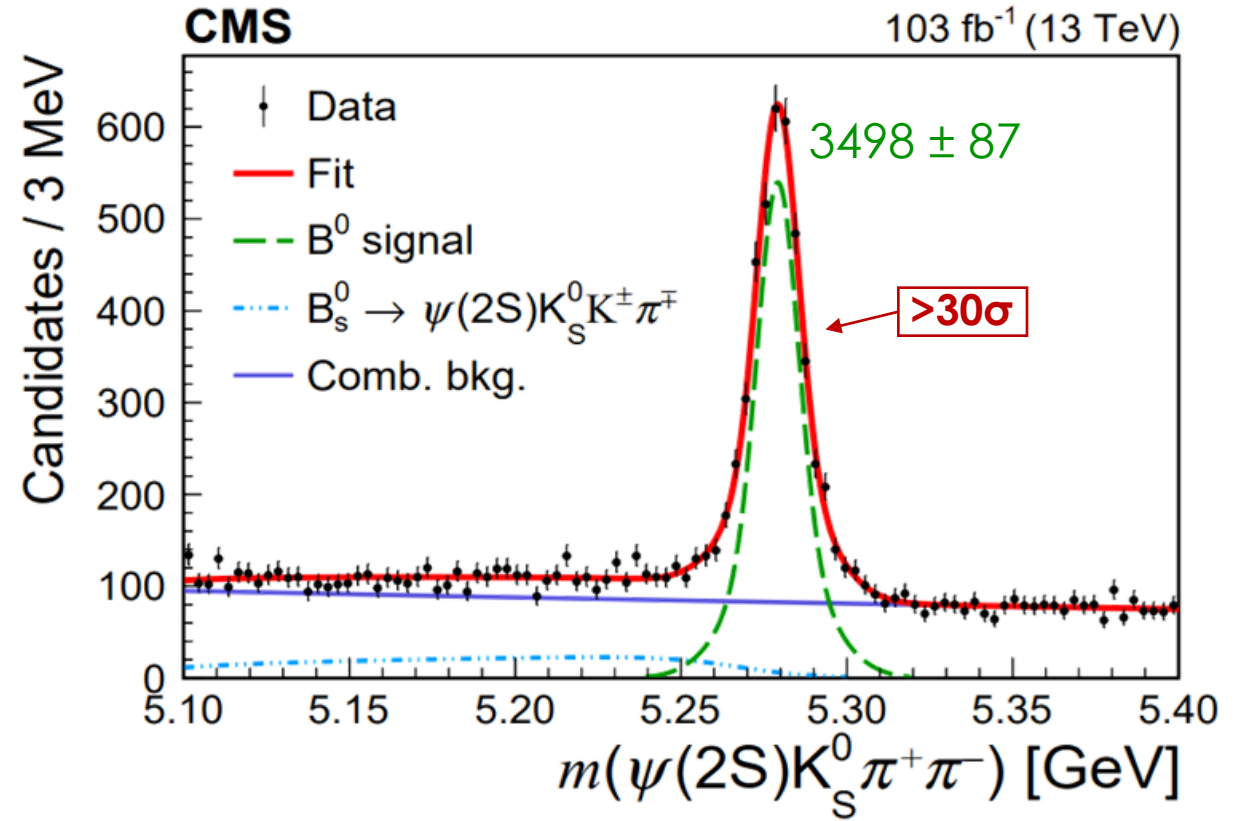 CMS
103 fb⁻¹ (13 TeV)
Candidates / 3 MeV
600
500
400
300
200
100
0
Data
Fit
B⁰ signal
B⁰ₛ → ψ(2S)K⁰_S K^± π^∓
Comb. bkg.
3498 ± 87
>30σ
5.10 5.15 5.20 5.25 5.30 5.35 5.40
m(ψ(2S)K⁰_S π⁺π⁻) [GeV]